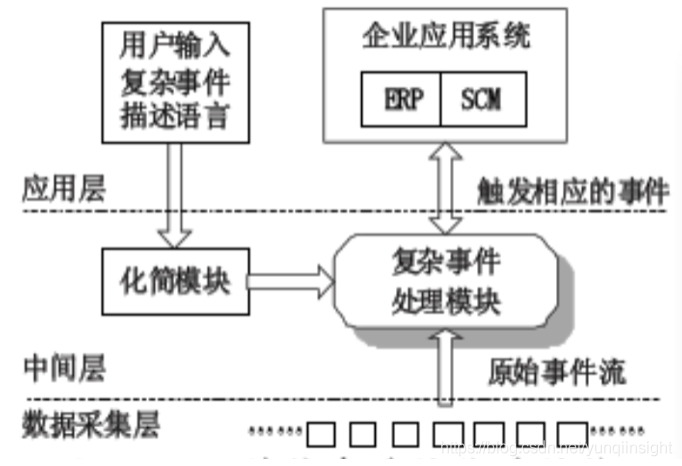 用户输入
复杂事件
描述语言
企业应用系统
ERP SCM
应用层
触发相应的事件
化简模块
复杂事件
处理模块
中间层
原始事件流
数据采集层
https://blog.csdn.net/yunqiinsight